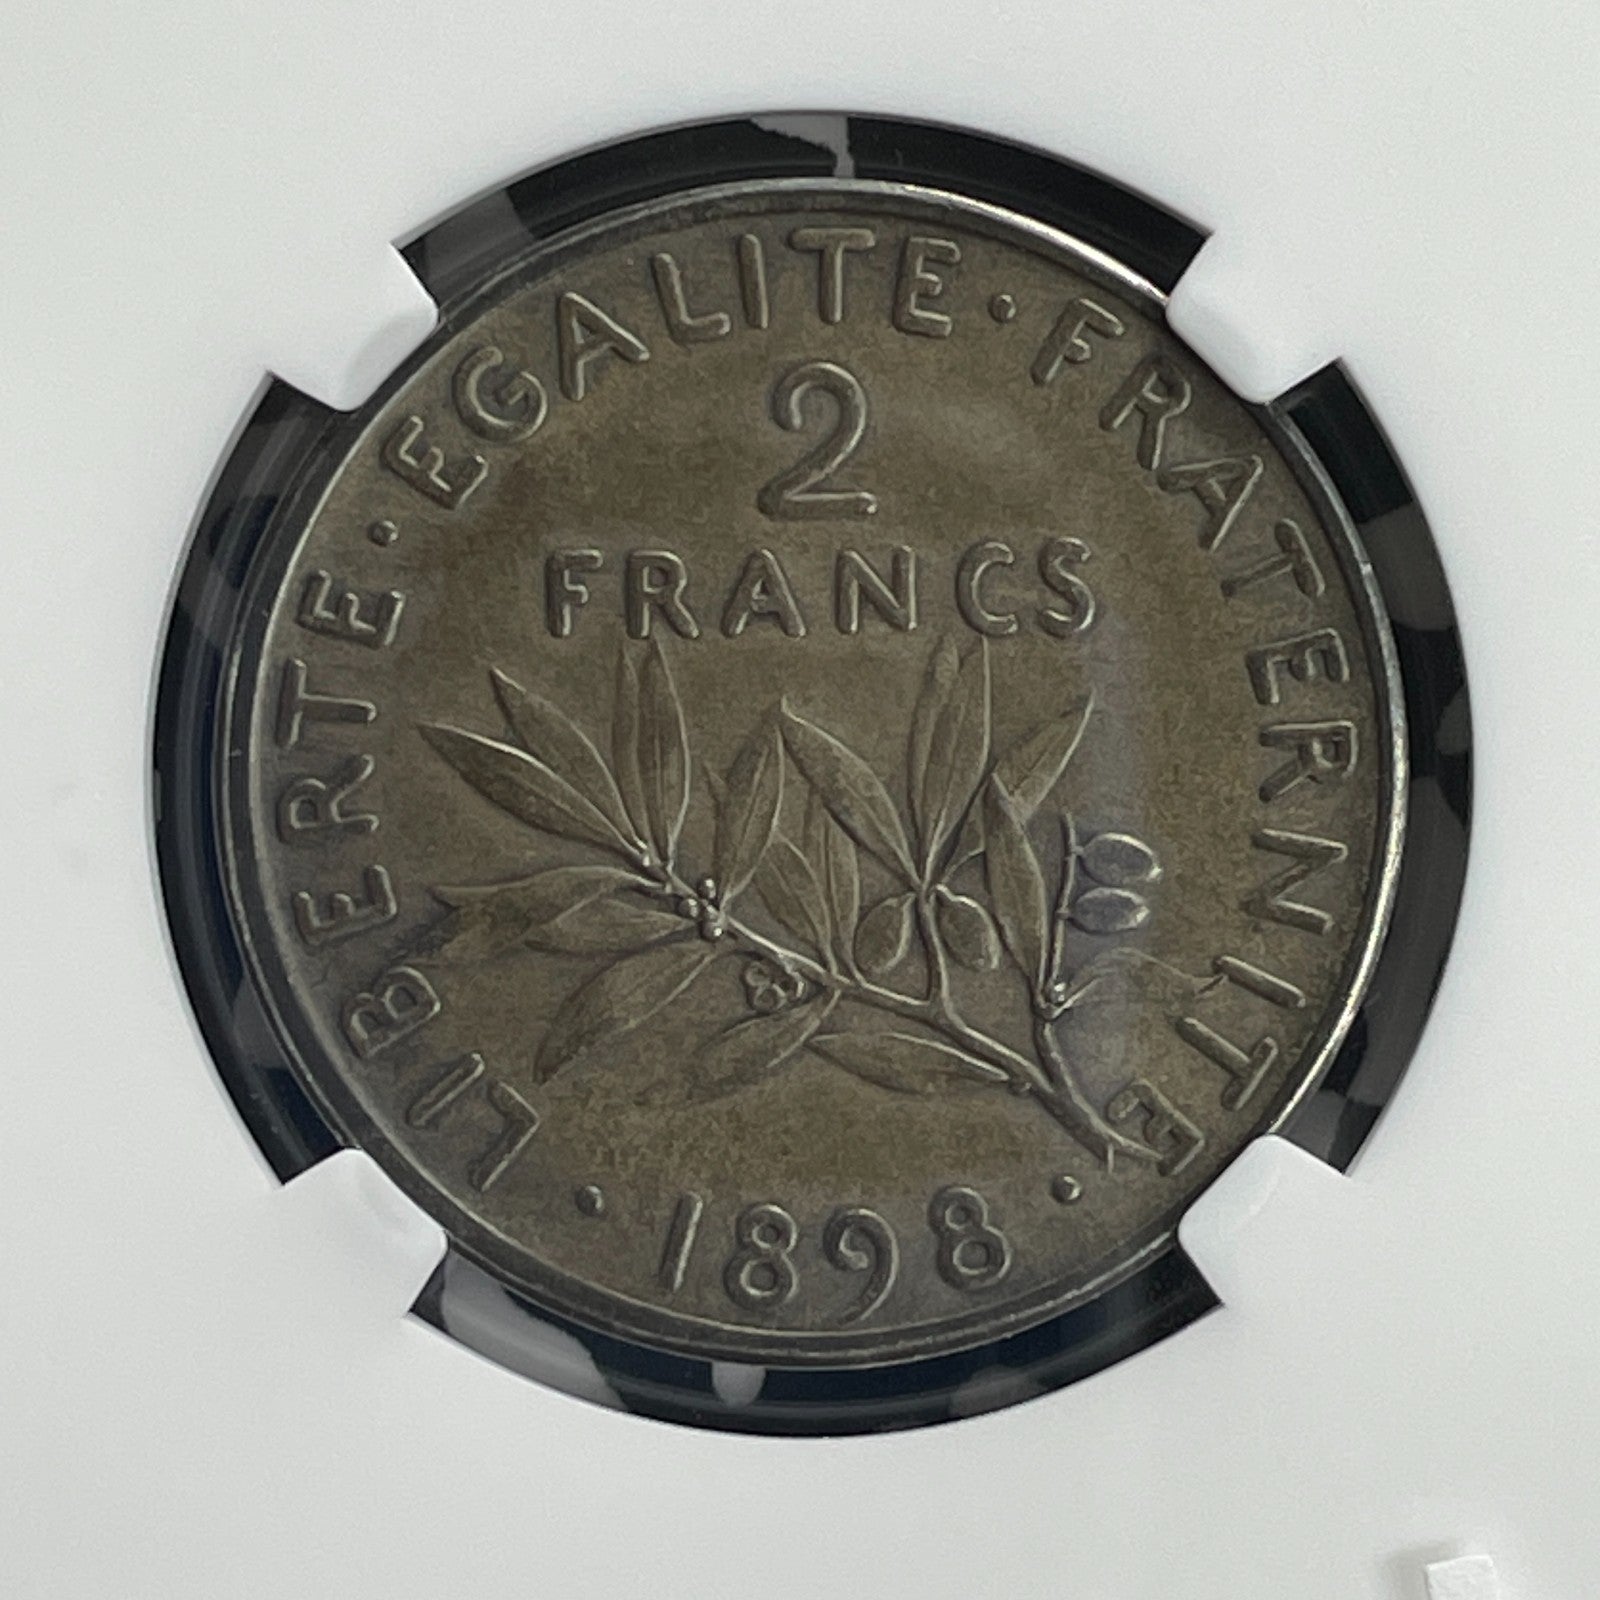 LIBERTE · EGALITE · FRATERNITE
2
FRANCS
· 1898 ·